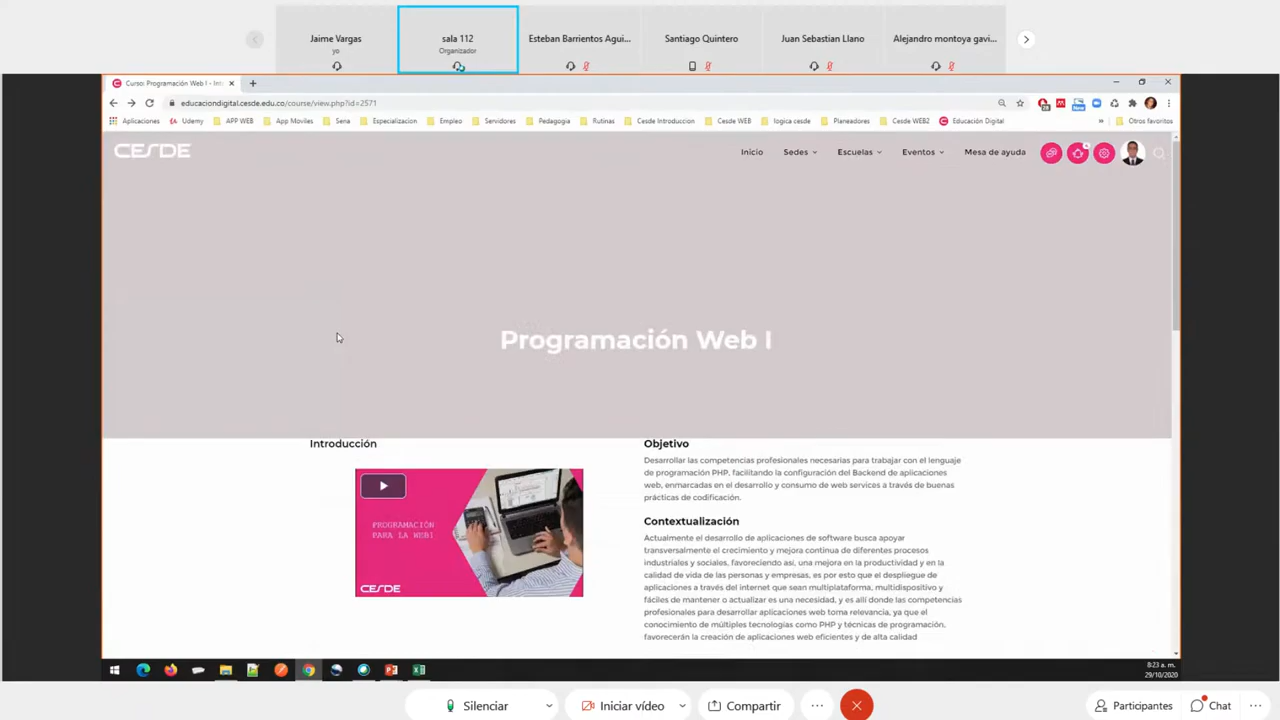 Jaime Vargas
yo
sala 112
Organizador
Esteban Barrientos Agui...
Santiago Quintero
Juan Sebastian Llano
Alejandro montoya gavi...
Curso: Programación Web I - Int
educaciondigital.cesde.edu.co/course/view.php?id=2571
Aplicaciones
Udemy
APP WEB
App Moviles
Sena
Especializacion
Empleo
Servidores
Pedagogia
Rutinas
Cesde Introduccion
Cesde WEB
logica cesde
Planeadores
Cesde WEB2
Educación Digital
»
Otros favoritos
CESDE
Inicio
Sedes
Escuelas
Eventos
Mesa de ayuda
Programación Web I
Introducción
PROGRAMACIÓN
PARA LA WEBI
CESDE
Objetivo
Desarrollar las competencias profesionales necesarias para trabajar con el lenguaje
de programación PHP, facilitando la configuración del Backend de aplicaciones
web, enmarcadas en el desarrollo y consumo de web services a través de buenas
prácticas de codificación.
Contextualización
Actualmente el desarrollo de aplicaciones de software busca apoyar
transversalmente el crecimiento y mejora continua de diferentes procesos
industriales y sociales, favoreciendo así, una mejora en la productividad y en la
calidad de vida de las personas y empresas, es por esto que el despliegue de
aplicaciones a través del internet que sean multiplataforma, multidispositivo y
fáciles de mantener o actualizar es una necesidad, y es allí donde las competencias
profesionales para desarrollar aplicaciones web toma relevancia, ya que el
conocimiento de múltiples tecnologías como PHP y técnicas de programación,
favorecerán la creación de aplicaciones web eficientes y de alta calidad
8:23 a. m.
29/10/2020
Silenciar
Iniciar vídeo
Compartir
Participantes
Chat